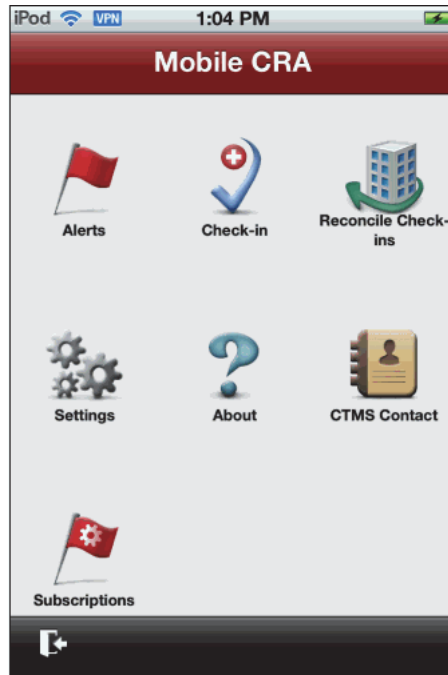 iPod VPN 1:04 PM
Mobile CRA
Alerts
Check-in
Reconcile Check-
ins
Settings
About
CTMS Contact
Subscriptions